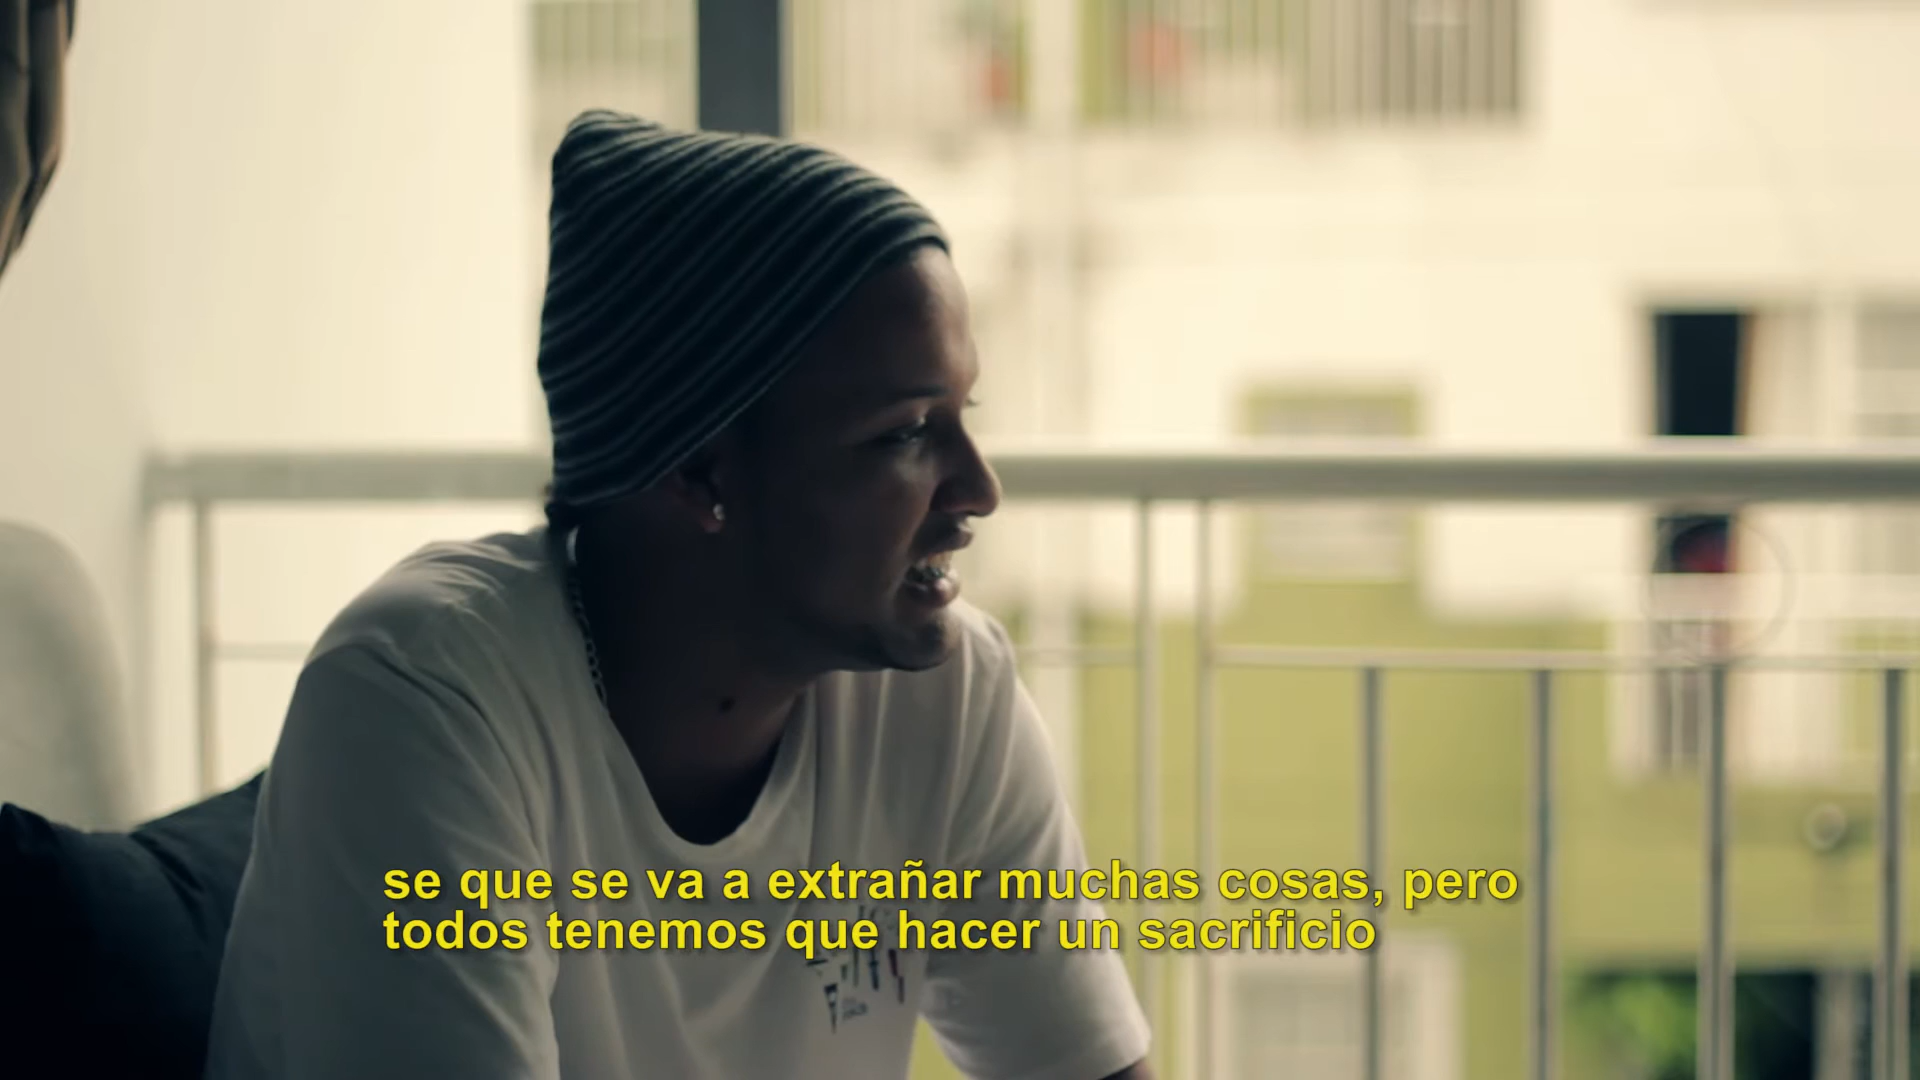 se que se va a extrañar muchas cosas, pero
todos tenemos que hacer un sacrificio